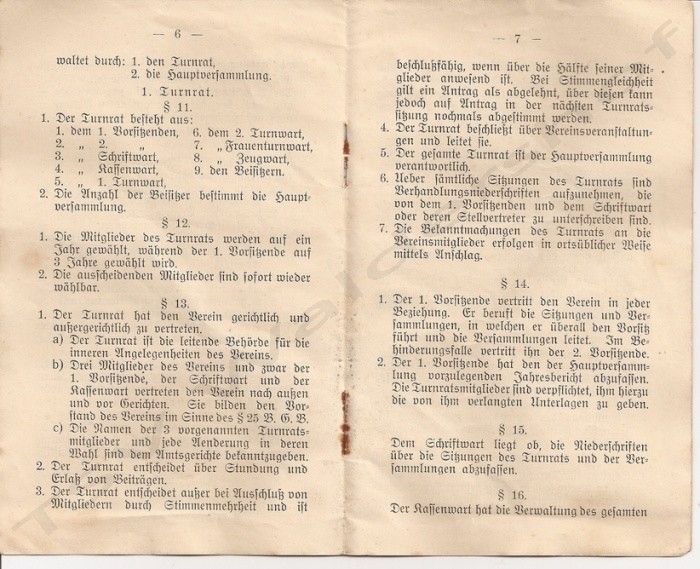 — 6 —
waltet durch: 1. den Turnrat,
2. die Hauptversammlung.
1. Turnrat.
§ 11.
1. Der Turnrat besteht aus:
1. dem 1. Vorsitzenden, 6. dem 2. Turnwart,
2. „ 2. „ 7. „ Frauenturnwart,
3. „ Schriftwart, 8. „ Zeugwart,
4. „ Kassenwart, 9. den Beisitzern.
5. „ 1. Turnwart,
2. Die Anzahl der Beisitzer bestimmt die Haupt-
versammlung.
§ 12.
1. Die Mitglieder des Turnrats werden auf ein
Jahr gewählt, während der 1. Vorsitzende auf
3 Jahre gewählt wird.
2. Die ausscheidenden Mitglieder sind sofort wieder
wählbar.
§ 13.
1. Der Turnrat hat den Verein gerichtlich und
außergerichtlich zu vertreten.
a) Der Turnrat ist die leitende Behörde für die
inneren Angelegenheiten des Vereins.
b) Drei Mitglieder des Vereins und zwar der
1. Vorsitzende, der Schriftwart und der
Kassenwart vertreten den Verein nach außen
und vor Gerichten. Sie bilden den Vor-
stand des Vereins im Sinne des § 25 B. G. B.
c) Die Namen der 3 vorgenannten Turnrats-
mitglieder und jede Aenderung in deren
Wahl sind dem Amtsgerichte bekanntzugeben.
2. Der Turnrat entscheidet über Stundung und
Erlaß von Beiträgen.
3. Der Turnrat entscheidet außer bei Ausschluß von
Mitgliedern durch Stimmenmehrheit und ist
— 7 —
beschlußfähig, wenn über die Hälfte seiner Mit-
glieder anwesend ist. Bei Stimmengleichheit
gilt ein Antrag als abgelehnt, über diesen kann
jedoch auf Antrag in der nächsten Turnrats-
sitzung nochmals abgestimmt werden.
4. Der Turnrat beschließt über Vereinsveranstaltun-
gen und leitet sie.
5. Der gesamte Turnrat ist der Hauptversammlung
verantwortlich.
6. Ueber sämtliche Sitzungen des Turnrats sind
Verhandlungsniederschriften aufzunehmen, die
von dem 1. Vorsitzenden und dem Schriftwart
oder deren Stellvertreter zu unterschreiben sind.
7. Die Bekanntmachungen des Turnrats an die
Vereinsmitglieder erfolgen in ortsüblicher Weise
mittels Anschlag.
§ 14.
1. Der 1. Vorsitzende vertritt den Verein in jeder
Beziehung. Er beruft die Sitzungen und Ver-
sammlungen, in welchen er überall den Vorsitz
führt und die Versammlungen leitet. Im Be-
hinderungsfalle vertritt ihn der 2. Vorsitzende.
2. Der 1. Vorsitzende hat den der Hauptversamm-
lung vorzulegenden Jahresbericht abzufassen.
Die Turnratsmitglieder sind verpflichtet, ihm hierzu
die von ihm verlangten Unterlagen zu geben.
§ 15.
Dem Schriftwart liegt ob, die Niederschriften
über die Sitzungen des Turnrats und der Ver-
sammlungen abzufassen.
§ 16.
Der Kassenwart hat die Verwaltung des gesamten